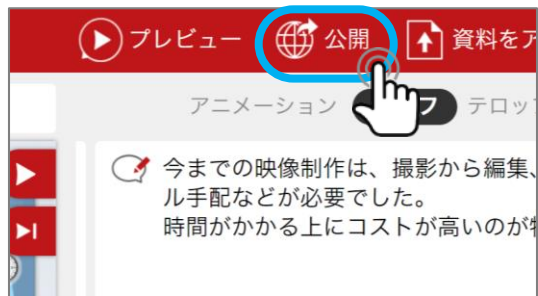 プレビュー 公開 資料をア
アニメーション フ テロッ
今までの映像制作は、撮影から編集、
ル手配などが必要でした。
時間がかかる上にコストが高いのが